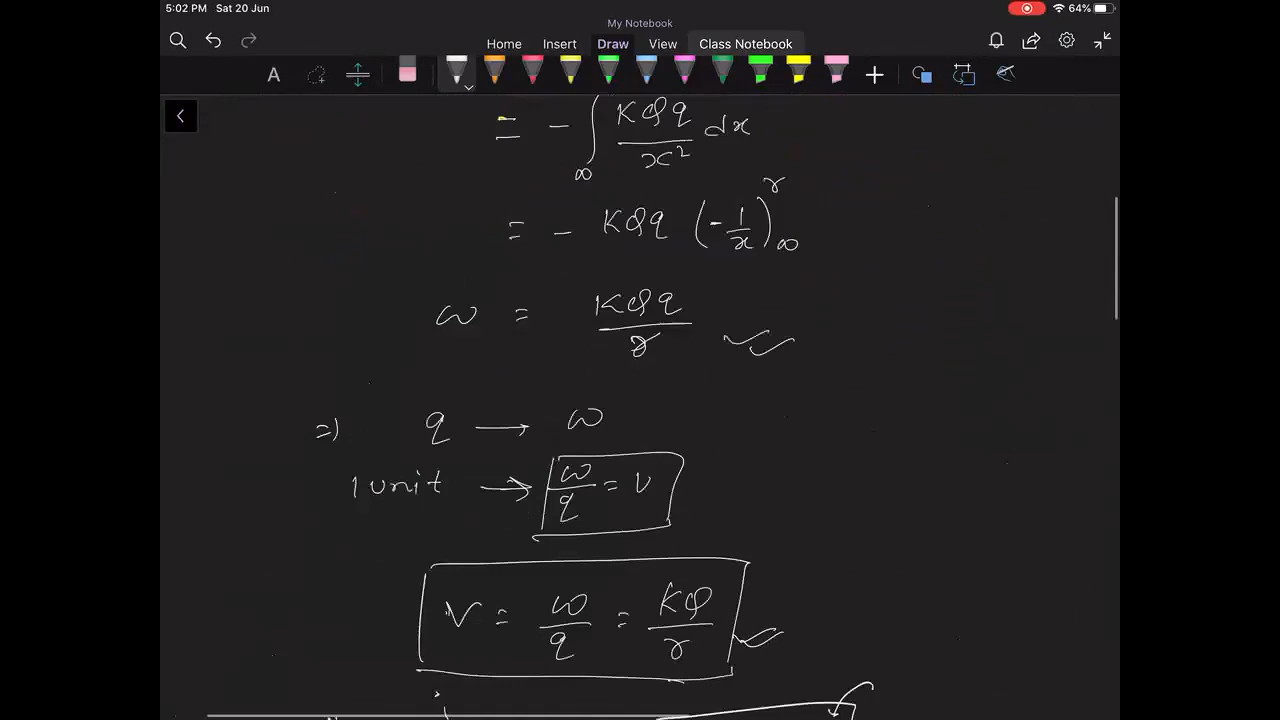 5:02 PM Sat 20 Jun 64%
My Notebook
Home Insert Draw View Class Notebook
A
= - ∫∞ KQq/x² dx
= - KQq (-1/x)∞^r
ω = KQq/r
=) q → ω
1 unit → ω/q = V
V = ω/q = KQ/r